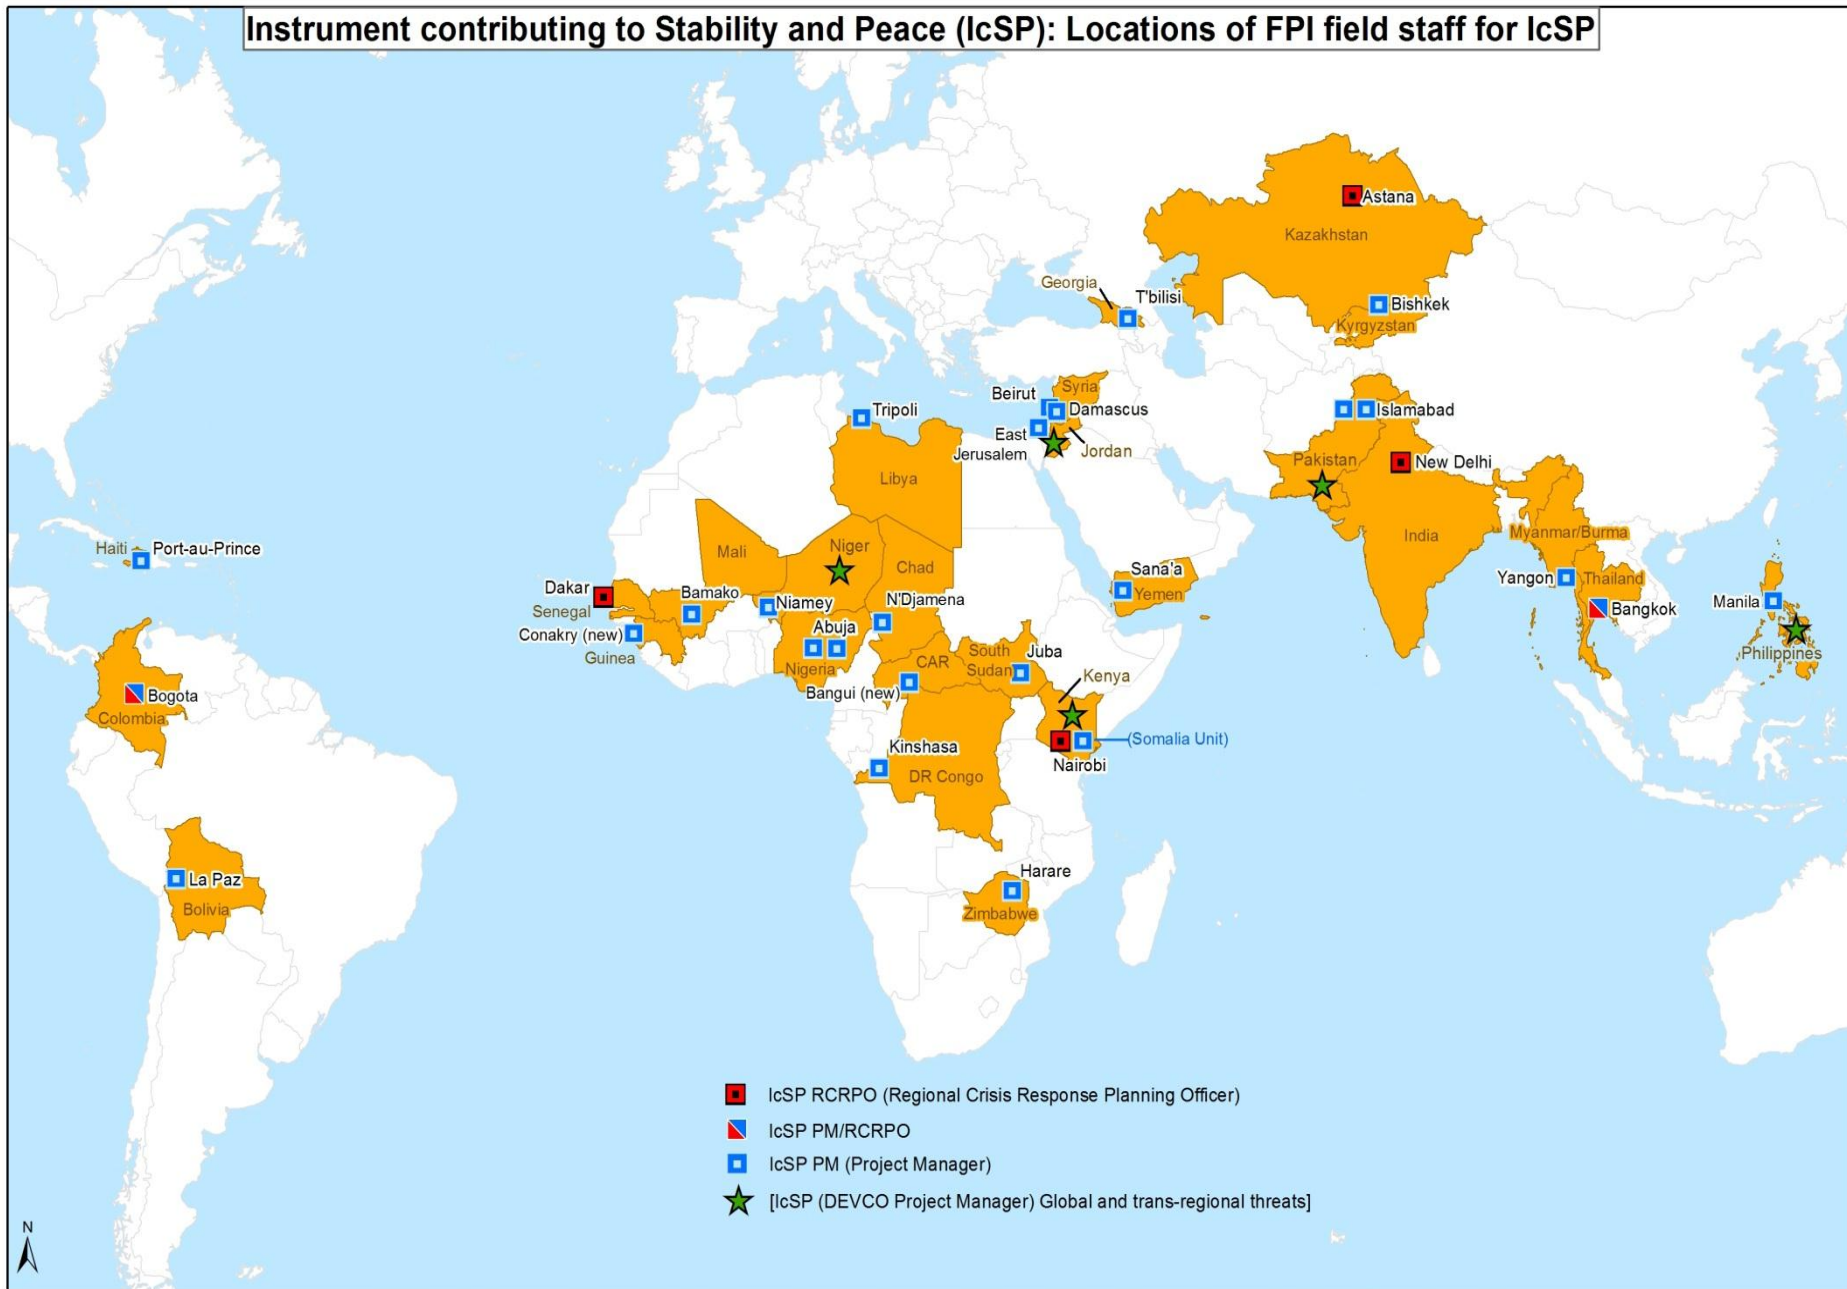 Instrument contributing to Stability and Peace (IcSP): Locations of FPI field staff for IcSP
Astana
Kazakhstan
Georgia
T'bilisi
Bishkek
Kyrgyzstan
Syria
Beirut
Damascus
Tripoli
Islamabad
East
Jerusalem
Jordan
Pakistan
New Delhi
Libya
India
Myanmar/Burma
Haiti
Port-au-Prince
Mali
Niger
Chad
Sana'a
Yemen
Yangon
Thailand
Dakar
Senegal
Bamako
Niamey
N'Djamena
Bangkok
Manila
Conakry (new)
Guinea
Abuja
Nigeria
CAR
South
Sudan
Juba
Kenya
Philippines
Bangui (new)
Bogota
Colombia
(Somalia Unit)
Kinshasa
Nairobi
DR Congo
La Paz
Bolivia
Harare
Zimbabwe
IcSP RCRPO (Regional Crisis Response Planning Officer)
IcSP PM/RCRPO
IcSP PM (Project Manager)
[IcSP (DEVCO Project Manager) Global and trans-regional threats]
N